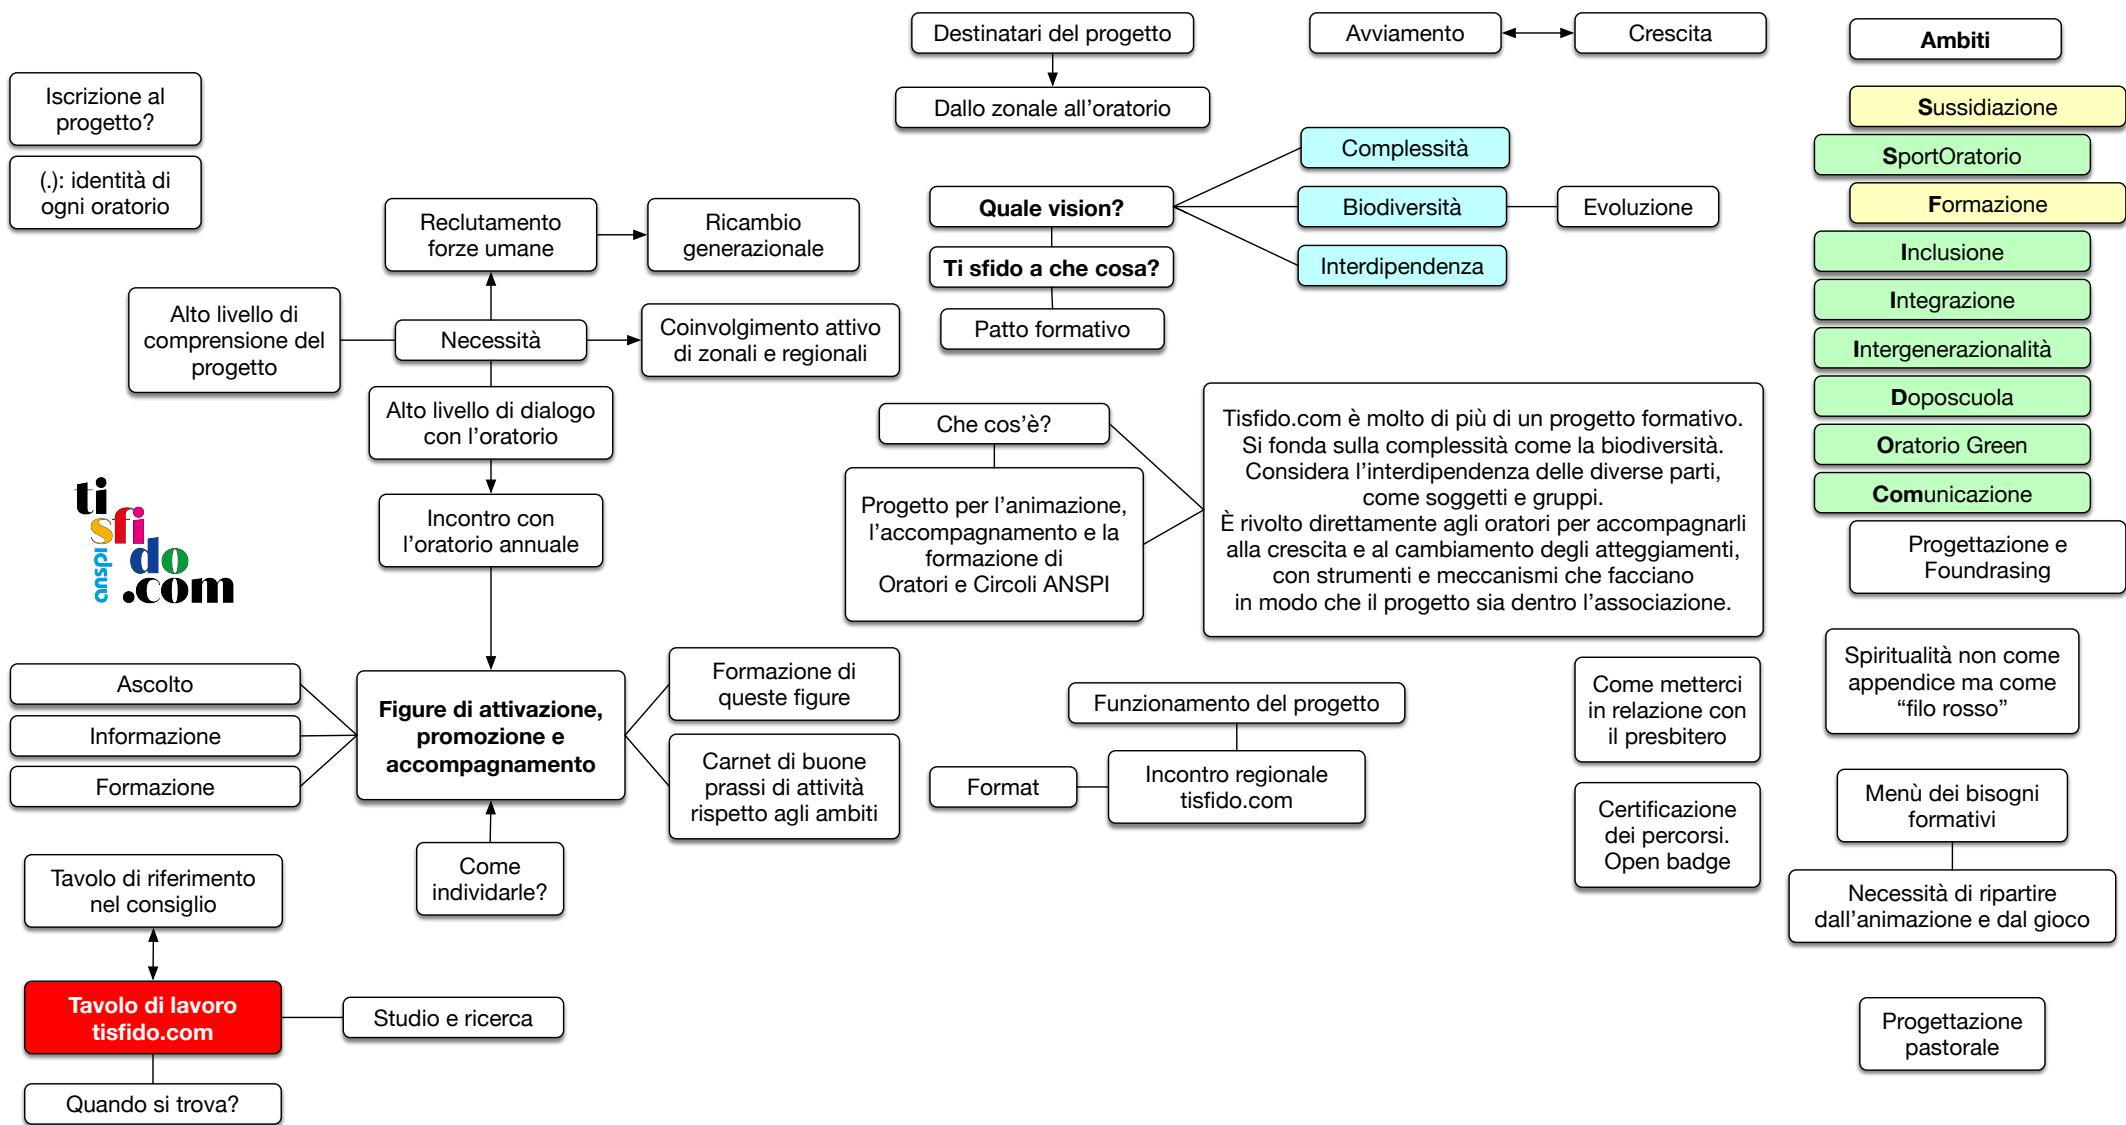 Destinatari del progetto
Dallo zonale all'oratorio
Avviamento
Crescita
Ambiti
Sussidiazione
SportOratorio
Formazione
Inclusione
Integrazione
Intergenerazionalità
Doposcuola
Oratorio Green
Comunicazione
Progettazione e
Foundrasing
Iscrizione al
progetto?
(.): identità di
ogni oratorio
Reclutamento
forze umane
Ricambio
generazionale
Alto livello di
comprensione del
progetto
Necessità
Coinvolgimento attivo
di zonali e regionali
Alto livello di dialogo
con l'oratorio
Incontro con
l'oratorio annuale
Quale vision?
Complessità
Biodiversità
Evoluzione
Interdipendenza
Ti sfido a che cosa?
Patto formativo
Che cos'è?
Progetto per l'animazione,
l'accompagnamento e la
formazione di
Oratori e Circoli ANSPI
Tisfido.com è molto di più di un progetto formativo.
Si fonda sulla complessità come la biodiversità.
Considera l'interdipendenza delle diverse parti,
come soggetti e gruppi.
È rivolto direttamente agli oratori per accompagnarli
alla crescita e al cambiamento degli atteggiamenti,
con strumenti e meccanismi che facciano
in modo che il progetto sia dentro l'associazione.
ti
sfi
do
.com
anspi
Ascolto
Informazione
Formazione
Figure di attivazione,
promozione e
accompagnamento
Formazione di
queste figure
Carnet di buone
prassi di attività
rispetto agli ambiti
Come
individarle?
Funzionamento del progetto
Format
Incontro regionale
tisfido.com
Come metterci
in relazione con
il presbitero
Certificazione
dei percorsi.
Open badge
Spiritualità non come
appendice ma come
“filo rosso”
Menù dei bisogni
formativi
Necessità di ripartire
dall'animazione e dal gioco
Progettazione
pastorale
Tavolo di riferimento
nel consiglio
Tavolo di lavoro
tisfido.com
Studio e ricerca
Quando si trova?